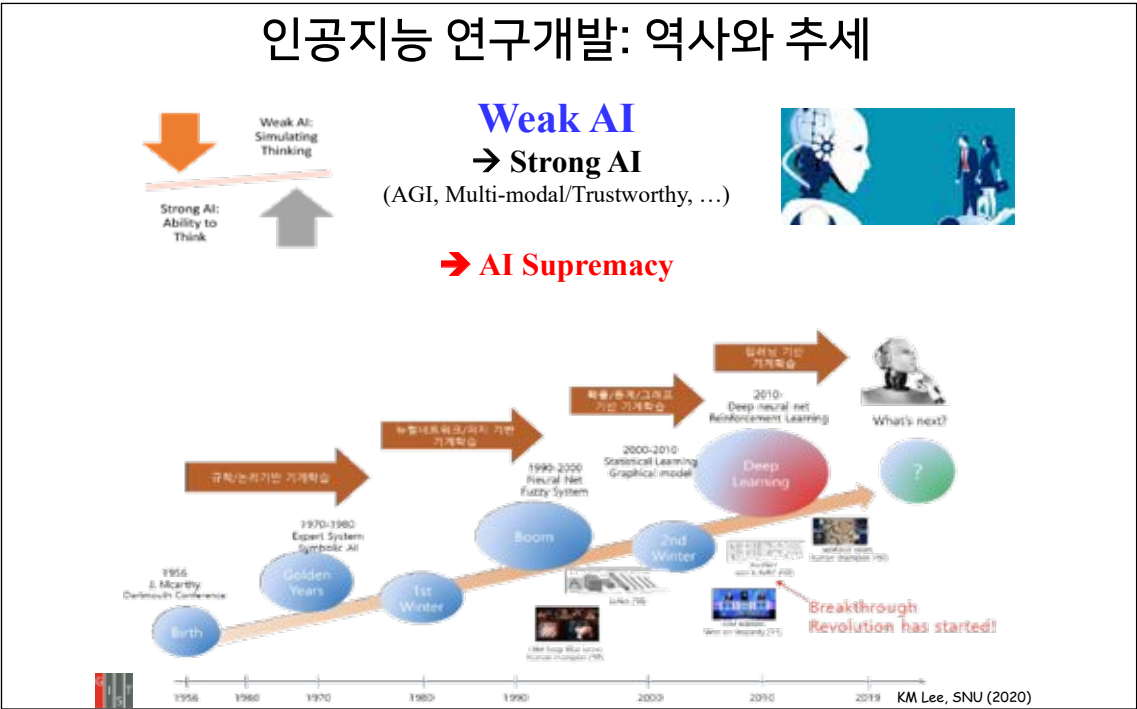 인공지능 연구개발: 역사와 추세
Weak AI:
Simulating
Thinking
Strong AI:
Ability to
Think
Weak AI
→ Strong AI
(AGI, Multi-modal/Trustworthy, …)
→ AI Supremacy
규칙/논리기반 기계학습
뉴럴네트워크/퍼지 기반
기계학습
확률/통계/그래프
기반 기계학습
딥러닝 기반
기계학습
What's next?
?
2010-
Deep neural net
Reinforcement Learning
Deep
Learning
2000-2010
Statistical Learning
Graphical model
2nd
Winter
1990-2000
Neural Net
Fuzzy System
Boom
1st
Winter
1970-1980
Expert System
Symbolic AI
Golden
Years
1956
J. Mcarthy
Dartmouth Conference
Birth
Breakthrough
Revolution has started!
GIST
1956
1960
1970
1980
1990
2000
2010
2019
KM Lee, SNU (2020)